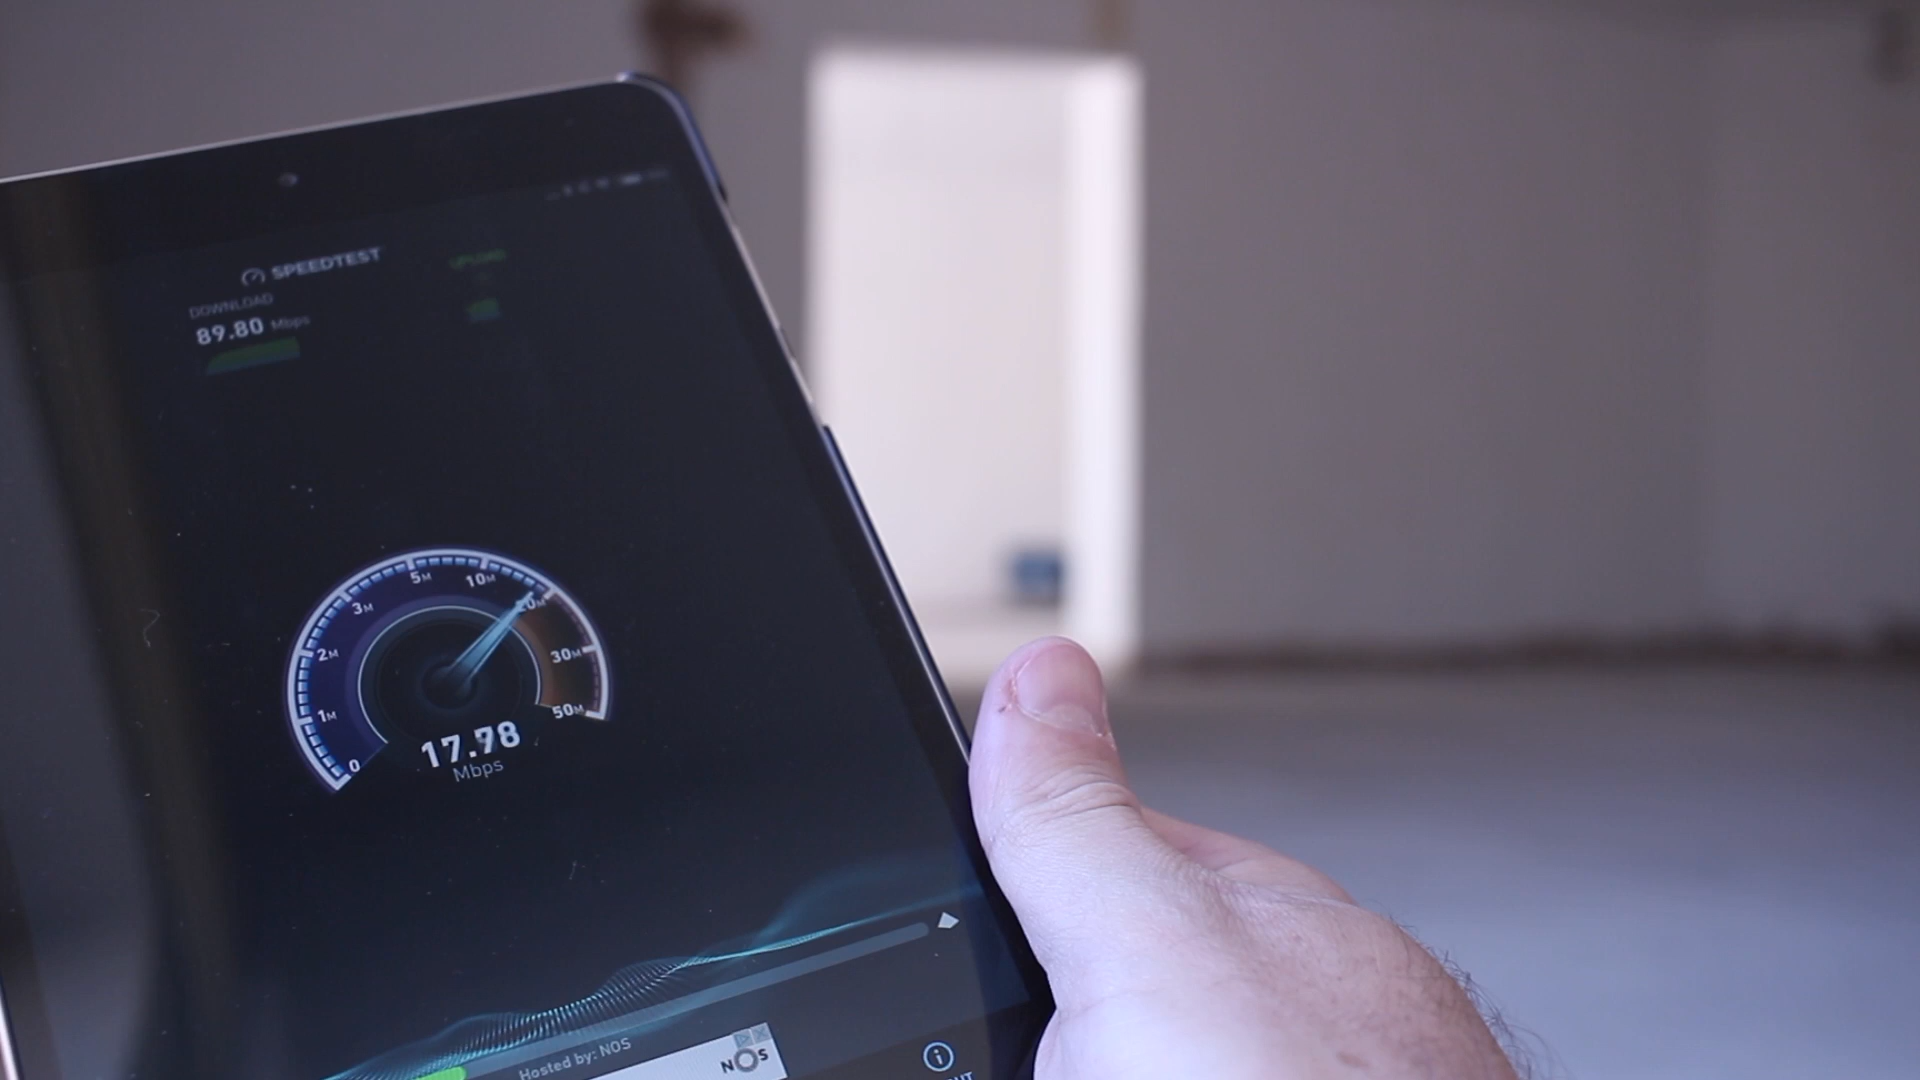 SPEEDTEST
DOWNLOAD
89.80 Mbps
UPLOAD
5M
10M
3M
20M
2M
30M
1M
50M
0
17.78
Mbps
Hosted by: NOS
NOS